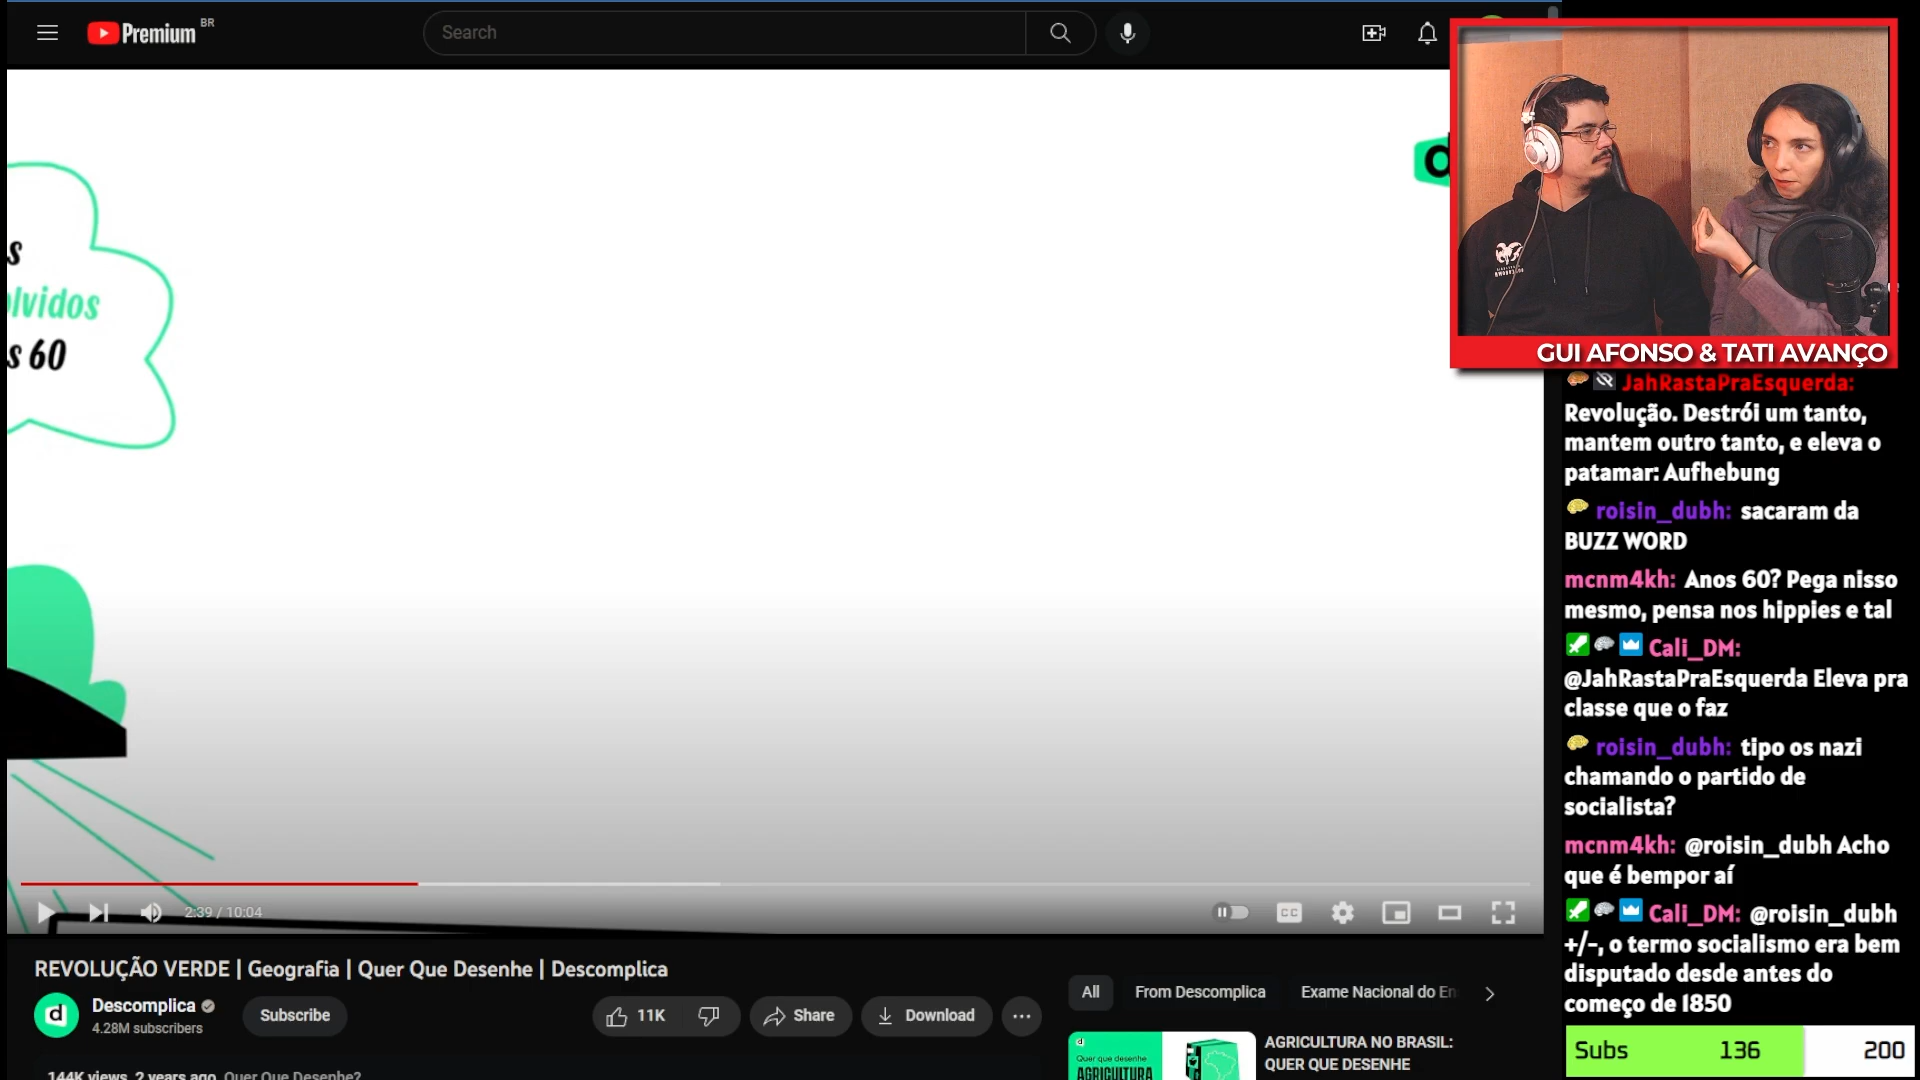 Premium BR
Search
s
lvidos
s 60
d
GUI AFONSO & TATI AVANÇO
JahRastaPraEsquerda:
Revolução. Destrói um tanto,
mantem outro tanto, e eleva o
patamar: Aufhebung
roisin_dubh: sacaram da
BUZZ WORD
mcnm4kh: Anos 60? Pega nisso
mesmo, pensa nos hippies e tal
Cali_DM:
@JahRastaPraEsquerda Eleva pra
classe que o faz
roisin_dubh: tipo os nazi
chamando o partido de
socialista?
mcnm4kh: @roisin_dubh Acho
que é bempor aí
Cali_DM: @roisin_dubh
+/-, o termo socialismo era bem
disputado desde antes do
começo de 1850
Subs 136 200
2:39 / 10:04
CC
REVOLUÇÃO VERDE | Geografia | Quer Que Desenhe | Descomplica
d
Descomplica
4.28M subscribers
Subscribe
11K
Share
Download
144K views 2 years ago Quer Que Desenhe?
All
From Descomplica
Exame Nacional do En
d
Quer que desenhe
AGRICULTURA
AGRICULTURA NO BRASIL:
QUER QUE DESENHE